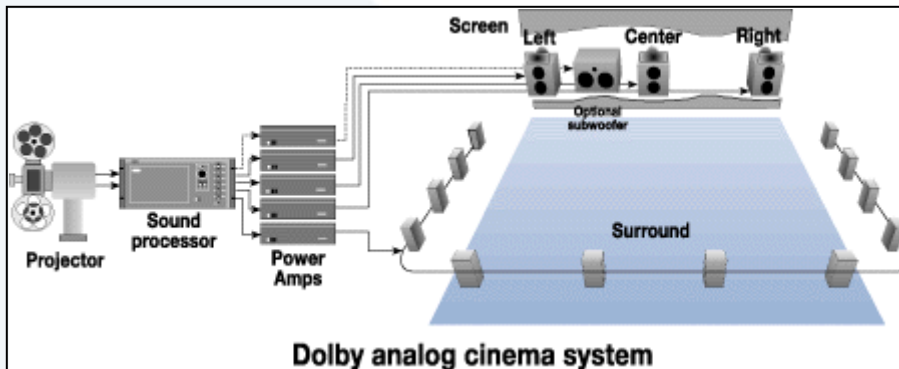 Screen
Left
Center
Right
Optional
subwoofer
Projector
Sound
processor
Power
Amps
Surround
Dolby analog cinema system